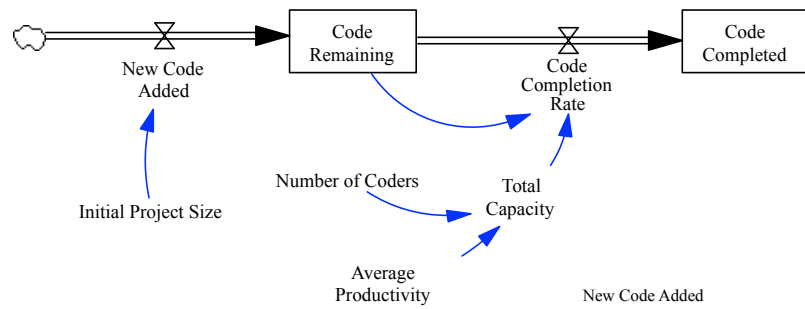 Code
Remaining
Code
Completed
New Code
Added
Code
Completion
Rate
Number of Coders
Total
Capacity
Initial Project Size
Average
Productivity
New Code Added